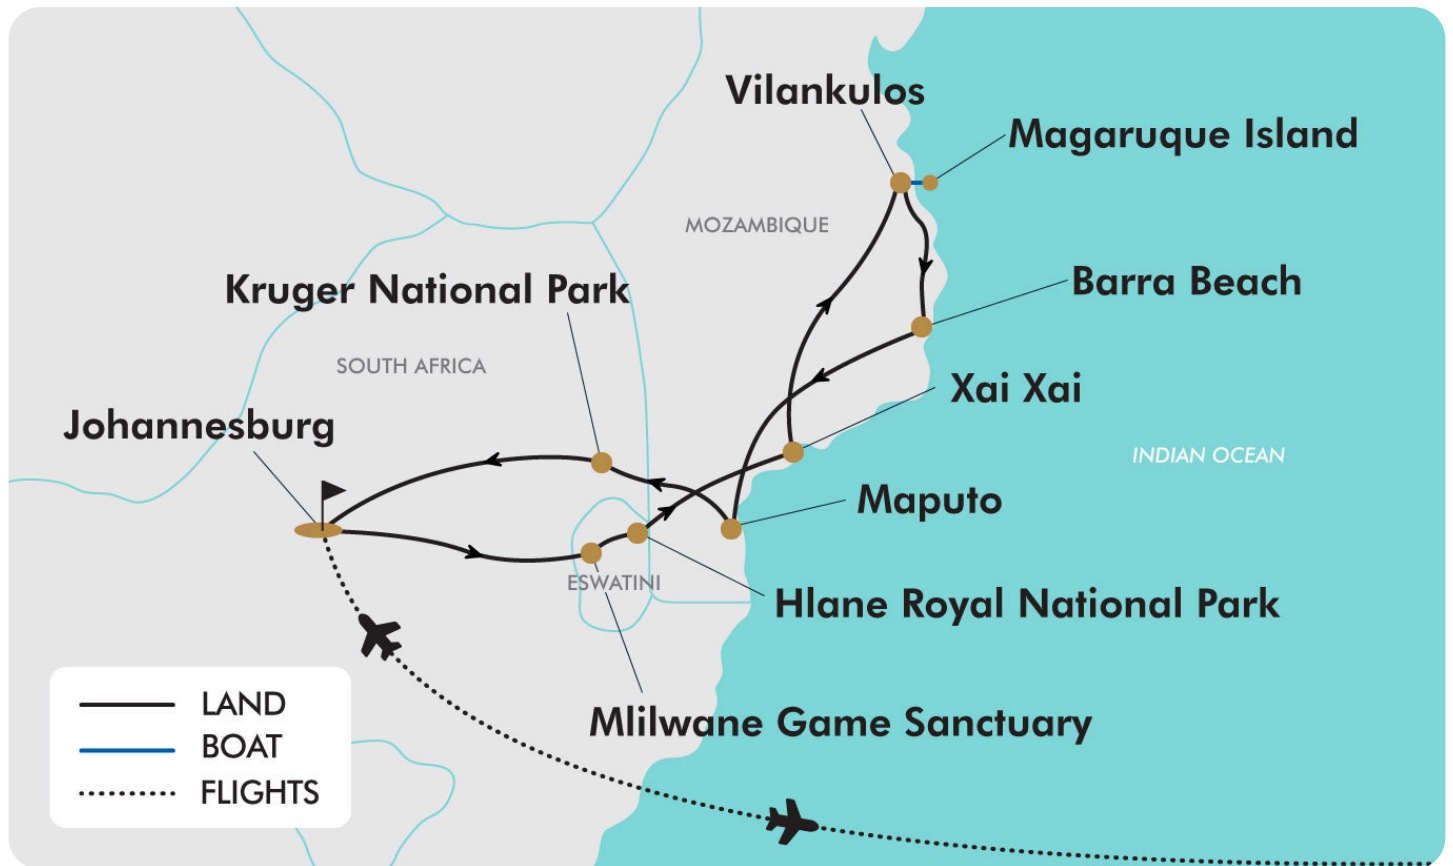 Vilankulos
Magaruque Island
MOZAMBIQUE
Kruger National Park
Barra Beach
SOUTH AFRICA
Xai Xai
Johannesburg
INDIAN OCEAN
Maputo
ESWATINI
Hlane Royal National Park
Mlilwane Game Sanctuary
LAND
BOAT
FLIGHTS